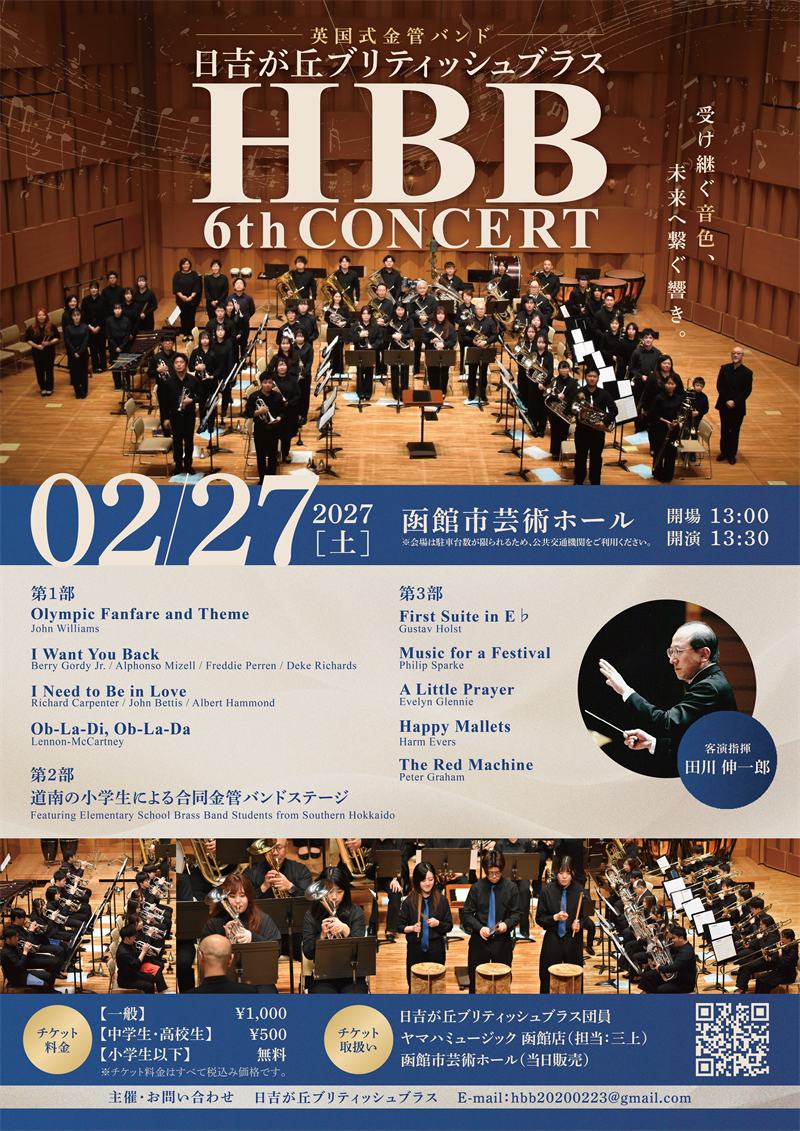 英国式金管バンド
日吉が丘ブリティッシュブラス
HBB
6th CONCERT
受け継ぐ音色、
未来へ繋ぐ響き。
02/27
2027
[土]
函館市芸術ホール
※会場は駐車台数が限られるため、公共交通機関をご利用ください。
開場 13:00
開演 13:30
第1部
Olympic Fanfare and Theme
John Williams
I Want You Back
Berry Gordy Jr. / Alphonso Mizell / Freddie Perren / Deke Richards
I Need to Be in Love
Richard Carpenter / John Bettis / Albert Hammond
Ob-La-Di, Ob-La-Da
Lennon-McCartney
第2部
道南の小学生による合同金管バンドステージ
Featuring Elementary School Brass Band Students from Southern Hokkaido
第3部
First Suite in E♭
Gustav Holst
Music for a Festival
Philip Sparke
A Little Prayer
Evelyn Glennie
Happy Mallets
Harm Evers
The Red Machine
Peter Graham
客演指揮
田川 伸一郎
チケット
料金
【一般】 ¥1,000
【中学生・高校生】 ¥500
【小学生以下】 無料
※チケット料金はすべて税込み価格です。
チケット
取扱い
日吉が丘ブリティッシュブラス団員
ヤマハミュージック 函館店（担当：三上）
函館市芸術ホール（当日販売）
主催・お問い合わせ 日吉が丘ブリティッシュブラス E-mail：hbb20200223@gmail.com